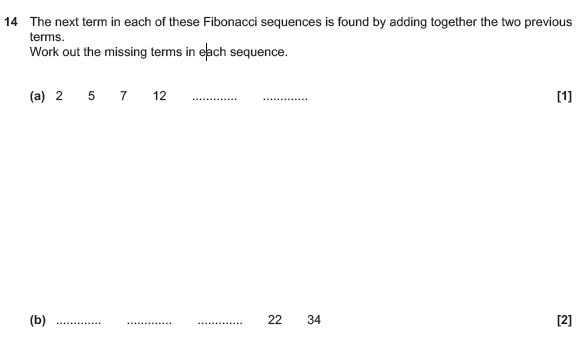 14 The next term in each of these Fibonacci sequences is found by adding together the two previous
terms.
Work out the missing terms in each sequence.
(a) 2 5 7 12 ............. ............. [1]
(b) ............. ............. ............. 22 34 [2]